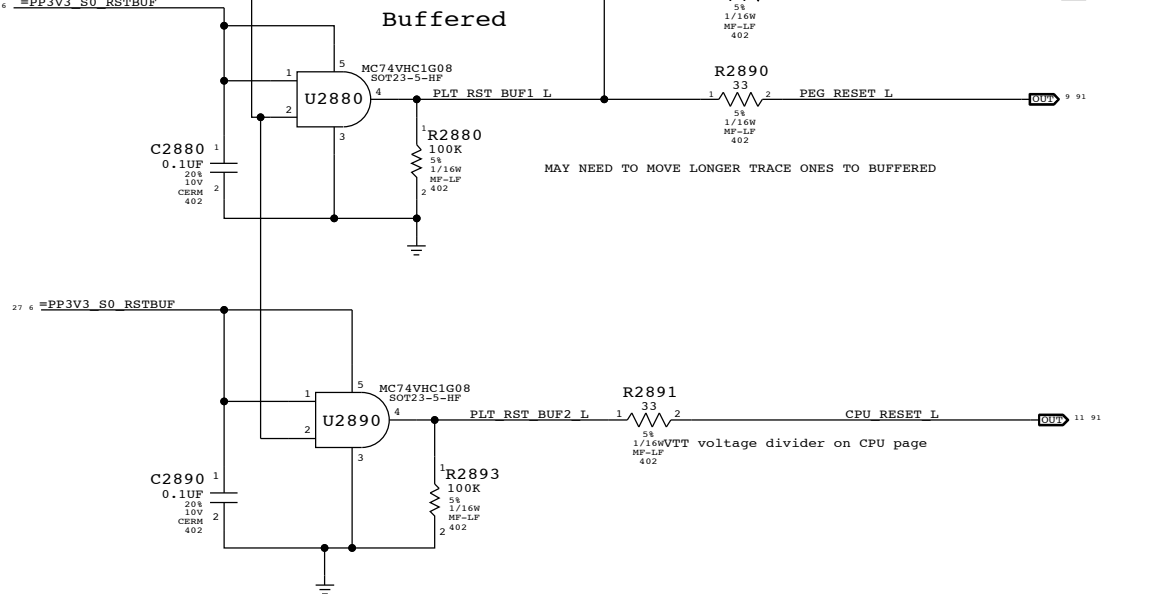 6 =PP3V3_S0_RSTBUF
Buffered
5%
1/16W
MF-LF
402
5
MC74VHC1G08
SOT23-5-HF
1
U2880
4
PLT_RST_BUF1_L
2
3
R2890
33
1 2
5%
1/16W
MF-LF
402
PEG_RESET_L
OUT 9 91
C2880 1
0.1UF
20%
10V
CERM
402
2
1 R2880
100K
5%
1/16W
MF-LF
402
2
MAY NEED TO MOVE LONGER TRACE ONES TO BUFFERED
27 6 =PP3V3_S0_RSTBUF
5
MC74VHC1G08
SOT23-5-HF
1
U2890
4
PLT_RST_BUF2_L
2
3
R2891
33
1 2
5%
1/16W
MF-LF
402
CPU_RESET_L
OUT 11 91
VTT voltage divider on CPU page
C2890 1
0.1UF
20%
10V
CERM
402
2
1 R2893
100K
5%
1/16W
MF-LF
402
2